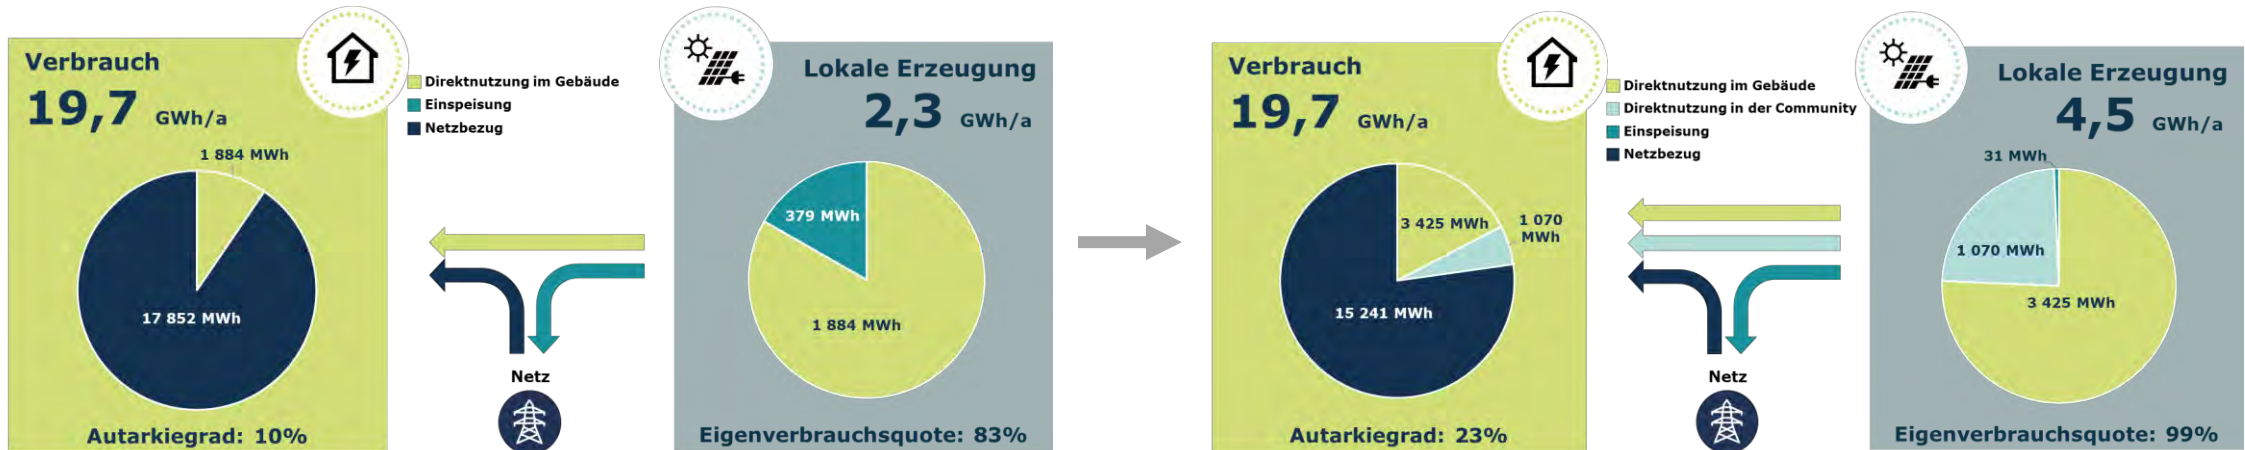 Verbrauch
19,7 GWh/a
1 884 MWh
17 852 MWh
Autarkiegrad: 10%
Direktnutzung im Gebäude
Einspeisung
Netzbezug
Netz
Lokale Erzeugung
2,3 GWh/a
379 MWh
1 884 MWh
Eigenverbrauchsquote: 83%
Verbrauch
19,7 GWh/a
3 425 MWh
1 070
MWh
15 241 MWh
Autarkiegrad: 23%
Direktnutzung im Gebäude
Direktnutzung in der Community
Einspeisung
Netzbezug
Netz
Lokale Erzeugung
4,5 GWh/a
31 MWh
1 070 MWh
3 425 MWh
Eigenverbrauchsquote: 99%